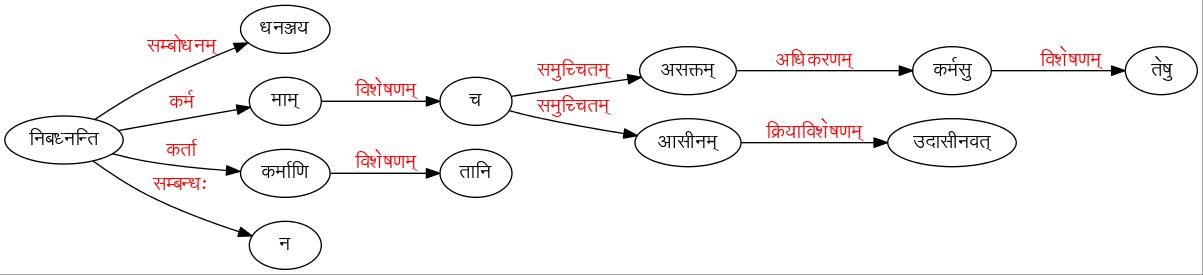 धनञ्जय
सम्बोधनम्
असक्तम्
अधिकरणम्
कर्मसु
विशेषणम्
तेषु
समुच्चितम्
कर्म
माम्
विशेषणम्
च
समुच्चितम्
निबध्नन्ति
आसीनम्
क्रियाविशेषणम्
उदासीनवत्
कर्ता
कर्माणि
विशेषणम्
तानि
सम्बन्धः
न